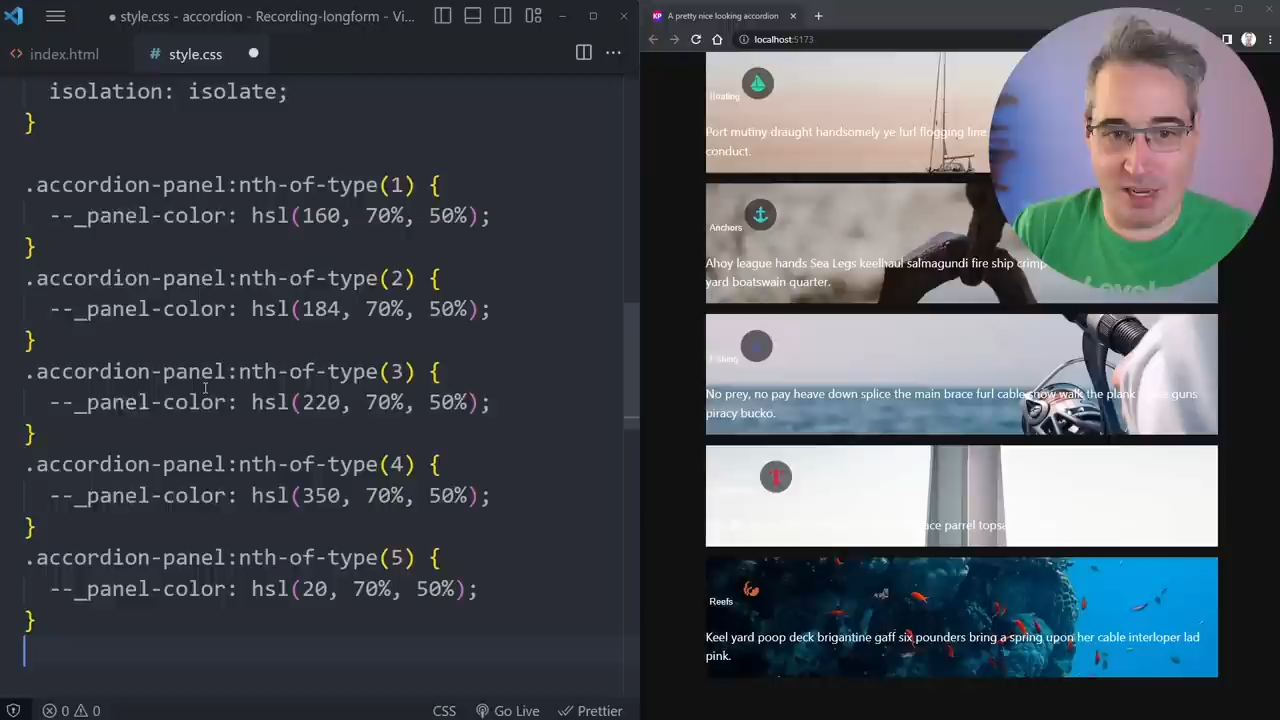 style.css - accordion - Recording-longform - Vi...
index.html
# style.css
isolation: isolate;
}
.accordion-panel:nth-of-type(1) {
--_panel-color: hsl(160, 70%, 50%);
}
.accordion-panel:nth-of-type(2) {
--_panel-color: hsl(184, 70%, 50%);
}
.accordion-panel:nth-of-type(3) {
--_panel-color: hsl(220, 70%, 50%);
}
.accordion-panel:nth-of-type(4) {
--_panel-color: hsl(350, 70%, 50%);
}
.accordion-panel:nth-of-type(5) {
--_panel-color: hsl(20, 70%, 50%);
}
0 0
CSS
Go Live
Prettier
KP
A pretty nice looking accordion
localhost:5173
Port mutiny draught handsomely ye furl flogging line
conduct.
Anchors
Ahoy league hands Sea Legs keelhaul salmagundi fire ship crimp
yard boatswain quarter.
No prey, no pay heave down splice the main brace furl cable snow walk the plank guns
piracy bucko.
parrel
Reefs
Keel yard poop deck brigantine gaff six pounders bring a spring upon her cable interloper lad
pink.